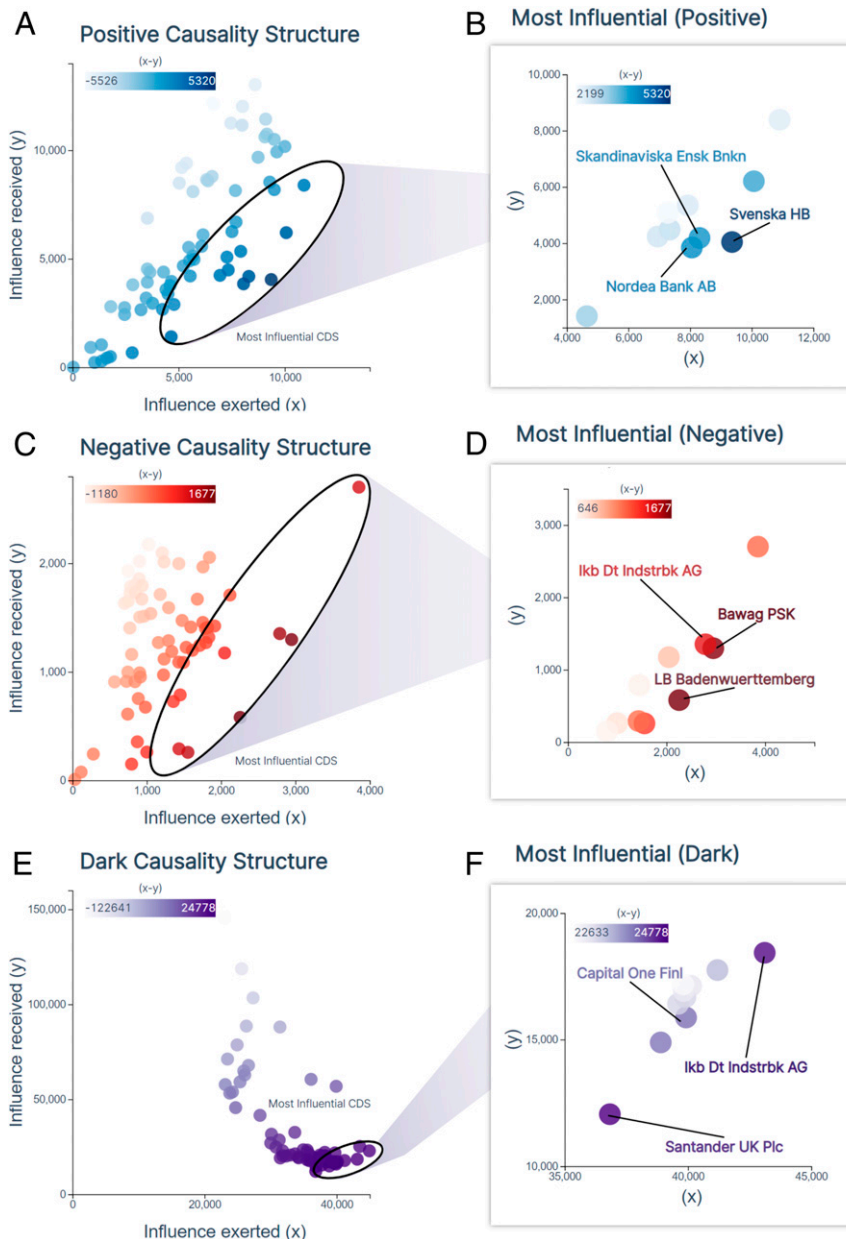 A
Positive Causality Structure
(x-y)
-5526
5320
Influence received (y)
10,000
5,000
0
Most Influential CDS
0
5,000
10,000
Influence exerted (x)
B
Most Influential (Positive)
10,000
(x-y)
2199
5320
8,000
Skandinaviska Ensk Bnkn
6,000
(y)
Svenska HB
4,000
Nordea Bank AB
2,000
4,000
6,000
8,000
10,000
12,000
(x)
C
Negative Causality Structure
(x-y)
-1180
1677
Influence received (y)
2,000
1,000
0
Most Influential CDS
0
1,000
2,000
3,000
4,000
Influence exerted (x)
D
Most Influential (Negative)
(x-y)
646
1677
3,000
Ikb Dt Indstrbk AG
2,000
(y)
Bawag PSK
1,000
LB Badenwuerttemberg
0
0
2,000
4,000
(x)
E
Dark Causality Structure
(x-y)
150,000
-122641
24778
Influence received (y)
100,000
50,000
Most Influential CDS
0
0
20,000
40,000
Influence exerted (x)
F
Most Influential (Dark)
20,000
(x-y)
22633
24778
Capital One Finl
15,000
(y)
Ikb Dt Indstrbk AG
Santander UK Plc
10,000
35,000
40,000
45,000
(x)